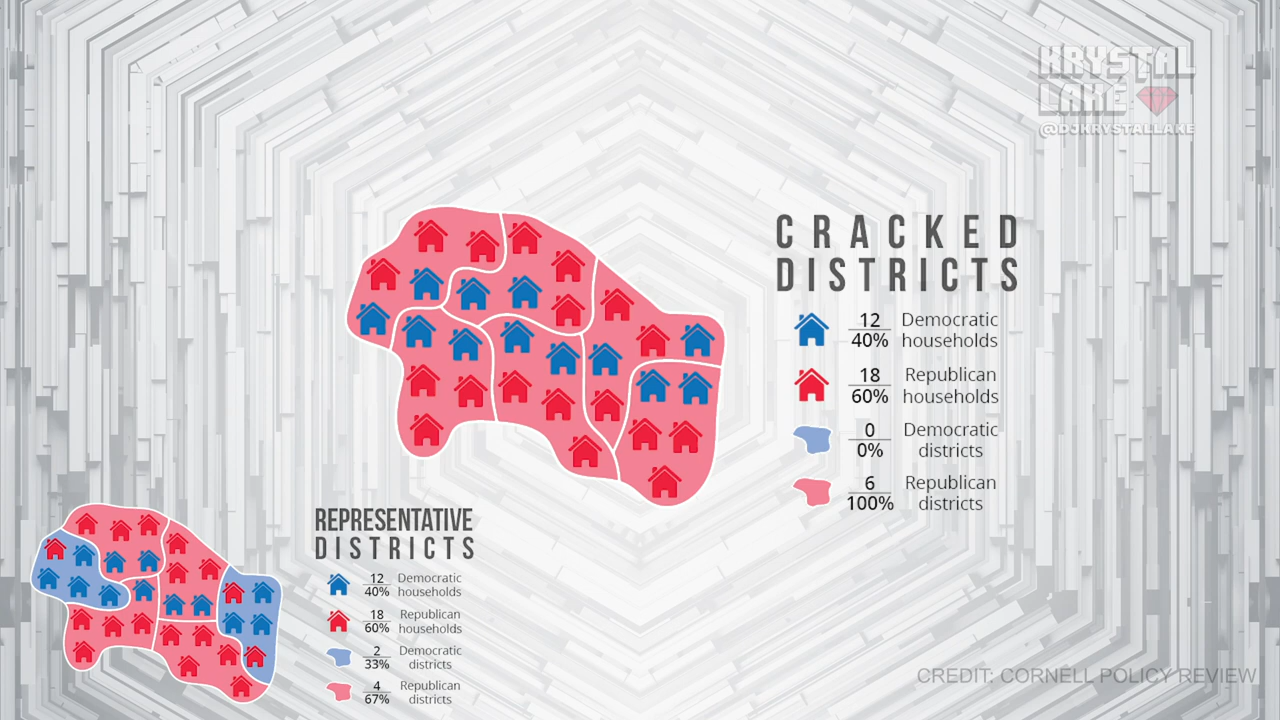 KRYSTAL
LAKE
@DJKRYSTALLAKE
CRACKED
DISTRICTS
12
40%
Democratic
households
18
60%
Republican
households
0
0%
Democratic
districts
6
100%
Republican
districts
REPRESENTATIVE
DISTRICTS
12
40%
Democratic
households
18
60%
Republican
households
2
33%
Democratic
districts
4
67%
Republican
districts
CREDIT: CORNELL POLICY REVIEW